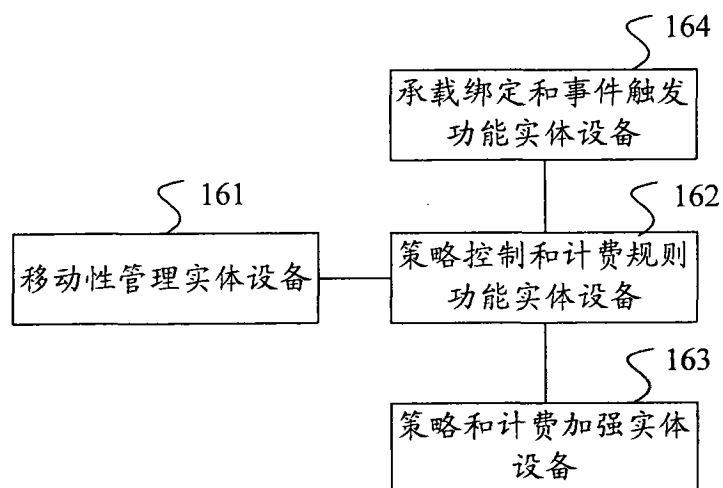 164
承载绑定和事件触发
功能实体设备
161
移动性管理实体设备
162
策略控制和计费规则
功能实体设备
163
策略和计费加强实体
设备